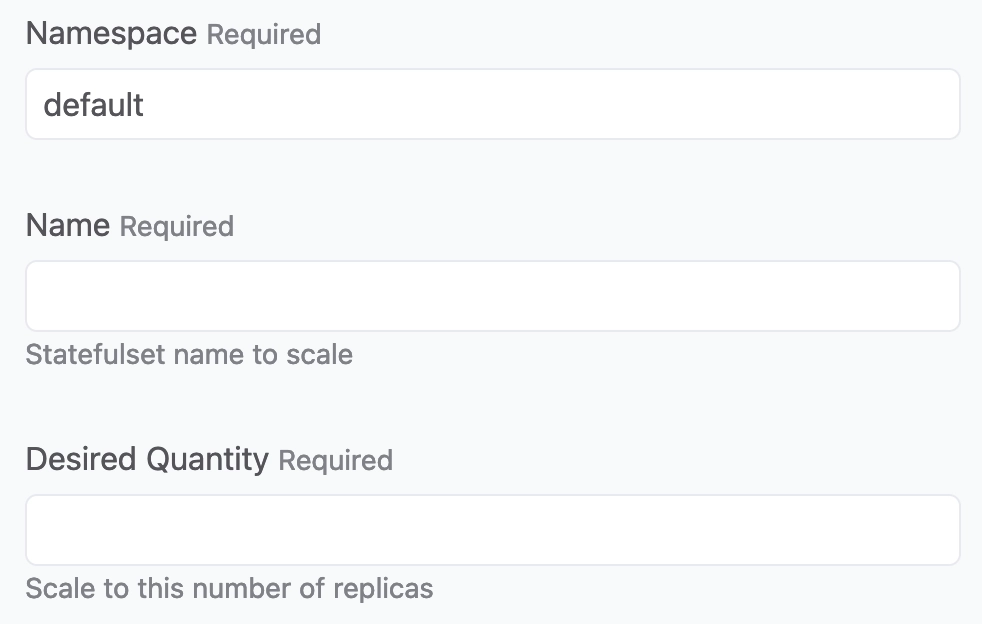 Namespace Required
default
Name Required
Statefulset name to scale
Desired Quantity Required
Scale to this number of replicas